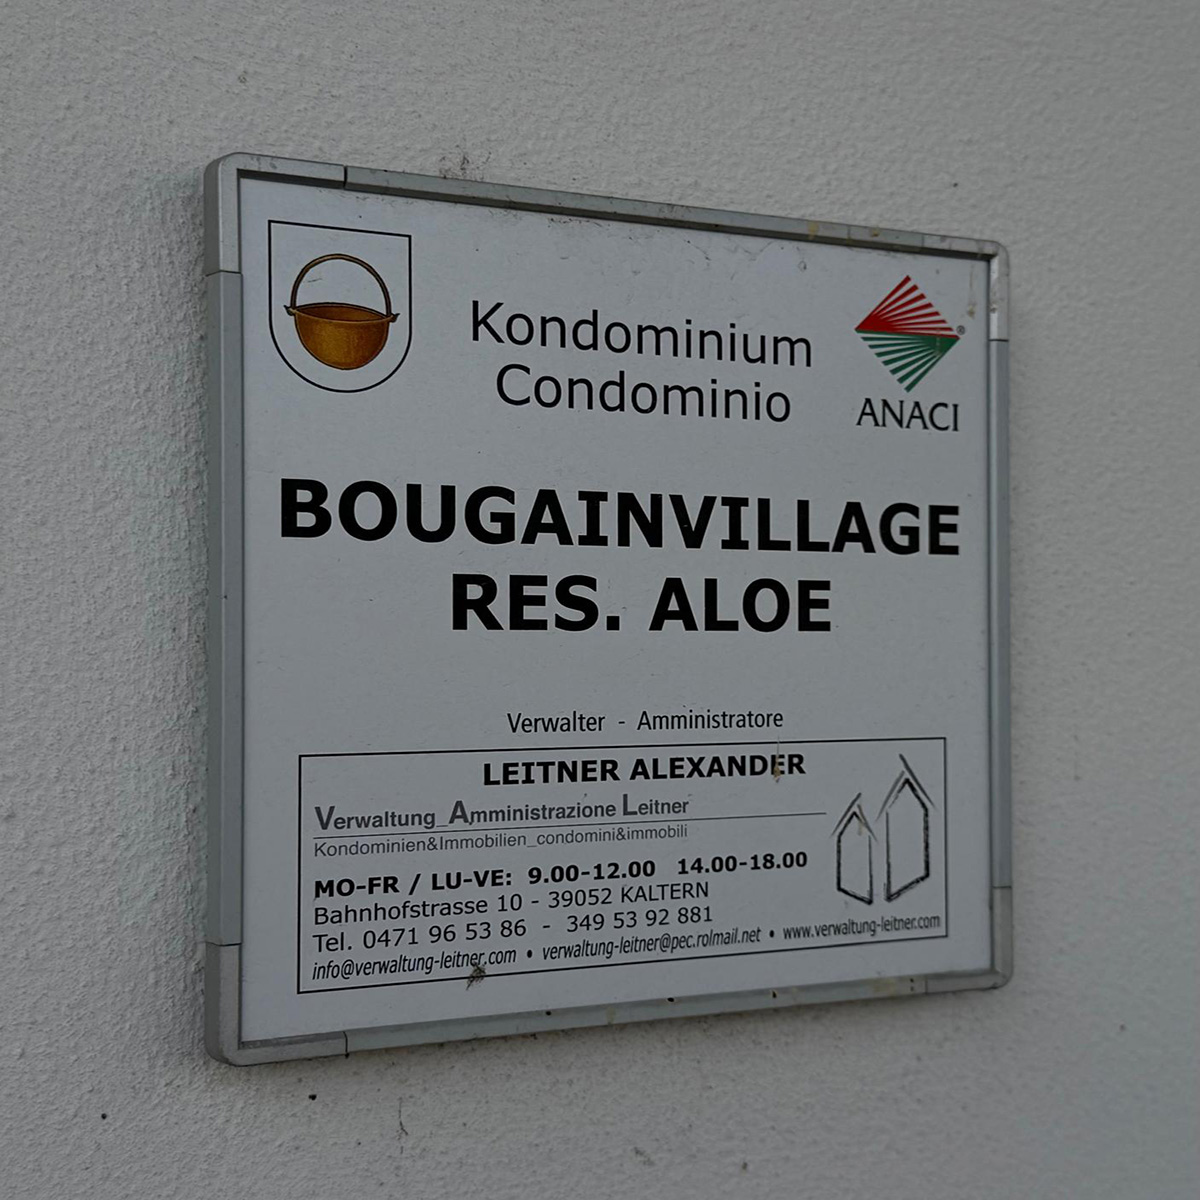 Kondominium
Condominio
ANACI
BOUGAINVILLAGE
RES. ALOE
Verwalter - Amministratore
LEITNER ALEXANDER
Verwaltung_Amministrazione Leitner
Kondominien&Immobilien_condomini&immobili
MO-FR / LU-VE: 9.00-12.00 14.00-18.00
Bahnhofstrasse 10 - 39052 KALTERN
Tel. 0471 96 53 86 - 349 53 92 881
info@verwaltung-leitner.com • verwaltung-leitner@pec.rolmail.net • www.verwaltung-leitner.com